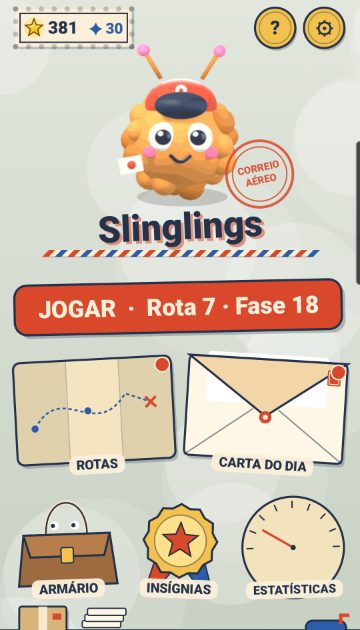 381 30
?
CORREIO
AÉREO
Slinglings
JOGAR · Rota 7 · Fase 18
ROTAS
CARTA DO DIA
ARMÁRIO
INSÍGNIAS
ESTATÍSTICAS